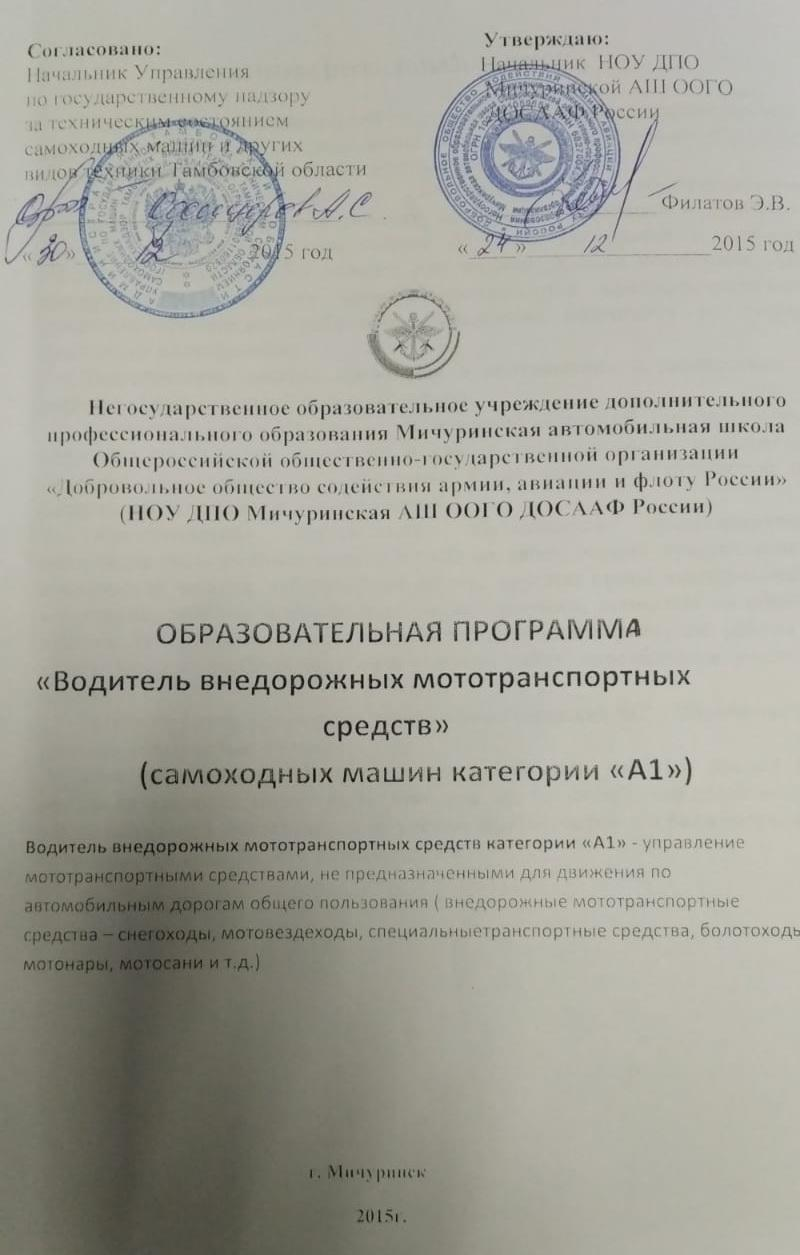 Согласовано:
Начальник Управления
по государственному надзору
за техническим состоянием
самоходных машин и других
видов техники Тамбовской области
А.С
«30» 12 2015 год
Утверждаю:
Начальник НОУ ДПО
Мичуринской АШ ООГО
ДОСААФ России
Филатов Э.В.
«24» 12 2015 год
Негосударственное образовательное учреждение дополнительного
профессионального образования Мичуринская автомобильная школа
Общероссийской общественно-государственной организации
«Добровольное общество содействия армии, авиации и флоту России»
(НОУ ДПО Мичуринская АШ ООГО ДОСААФ России)
ОБРАЗОВАТЕЛЬНАЯ ПРОГРАММА
«Водитель внедорожных мототранспортных
средств»
(самоходных машин категории «А1»)
Водитель внедорожных мототранспортных средств категории «А1» - управление
мототранспортными средствами, не предназначенными для движения по
автомобильным дорогам общего пользования ( внедорожные мототранспортные
средства – снегоходы, мотовездеходы, специальныетранспортные средства, болотоходы
мотонары, мотосани и т.д.)
г. Мичуринск
2015г.